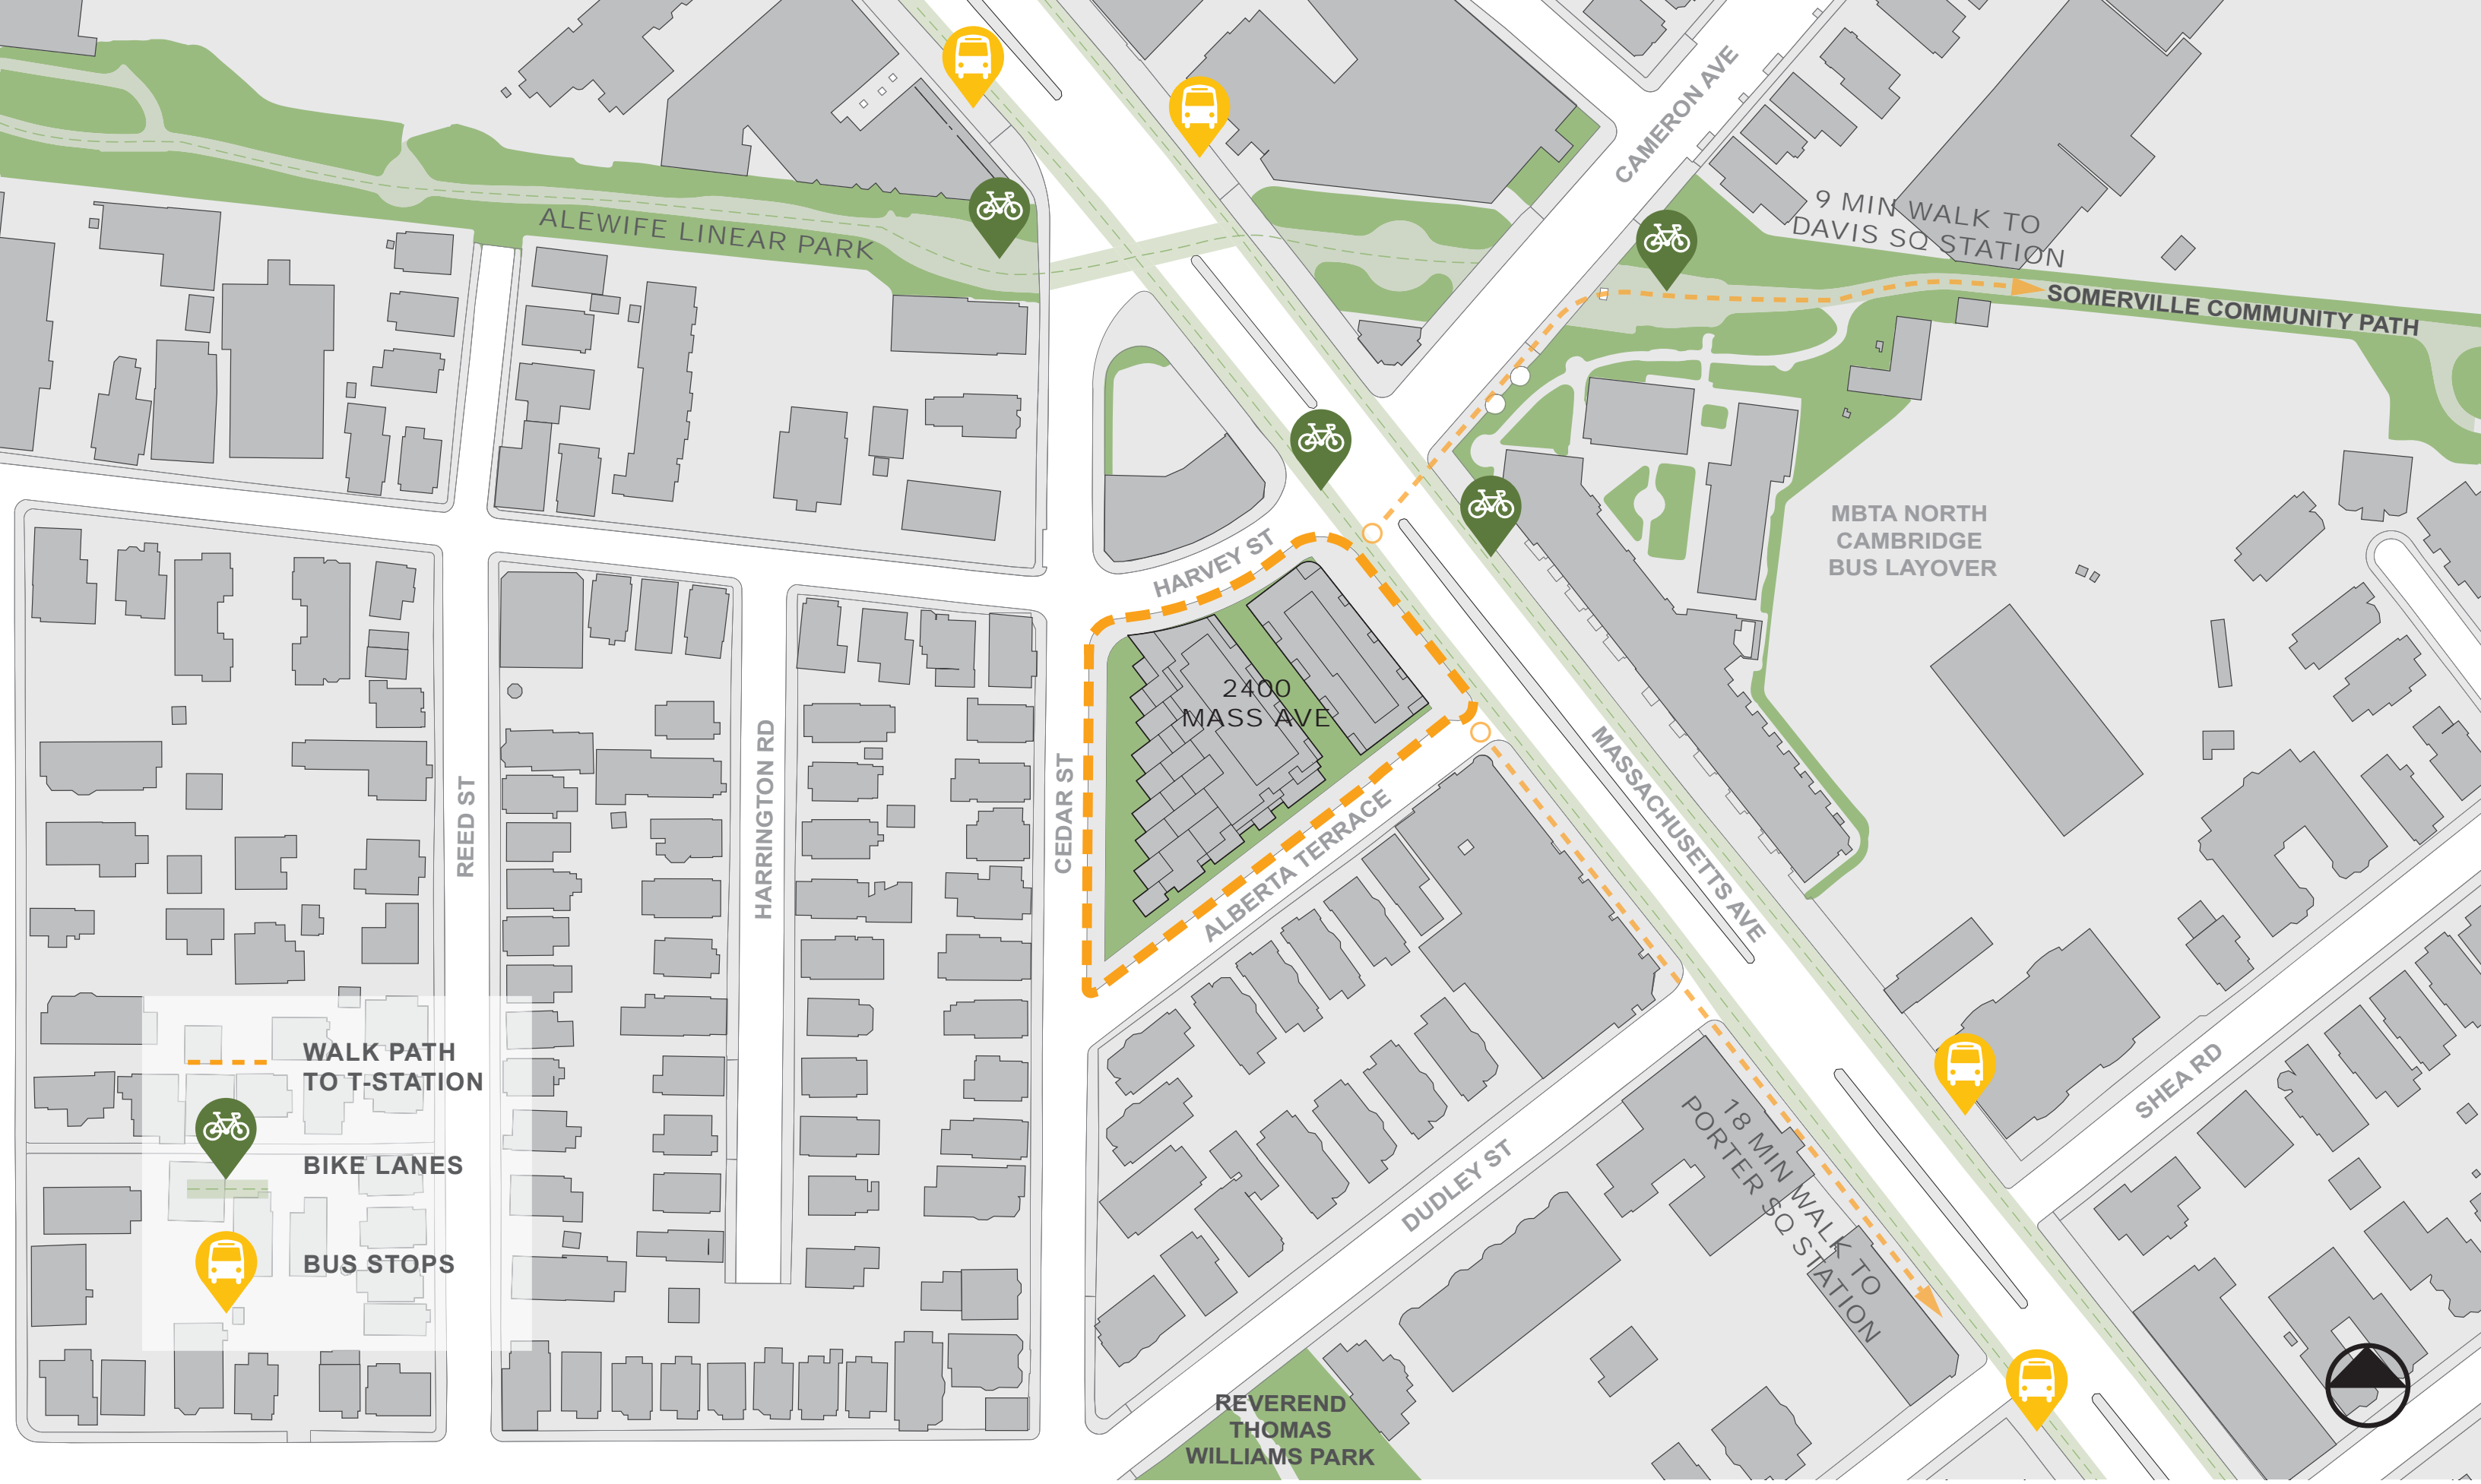 CAMERON AVE
9 MIN WALK TO
DAVIS SQ STATION
ALEWIFE LINEAR PARK
SOMERVILLE COMMUNITY PATH
MBTA NORTH
CAMBRIDGE
BUS LAYOVER
HARVEY ST
2400
MASS AVE
MASSACHUSETTS AVE
REED ST
HARRINGTON RD
CEDAR ST
ALBERTA TERRACE
WALK PATH
TO T-STATION
BIKE LANES
BUS STOPS
SHEA RD
DUDLEY ST
18 MIN WALK TO
PORTER SQ STATION
REVEREND
THOMAS
WILLIAMS PARK